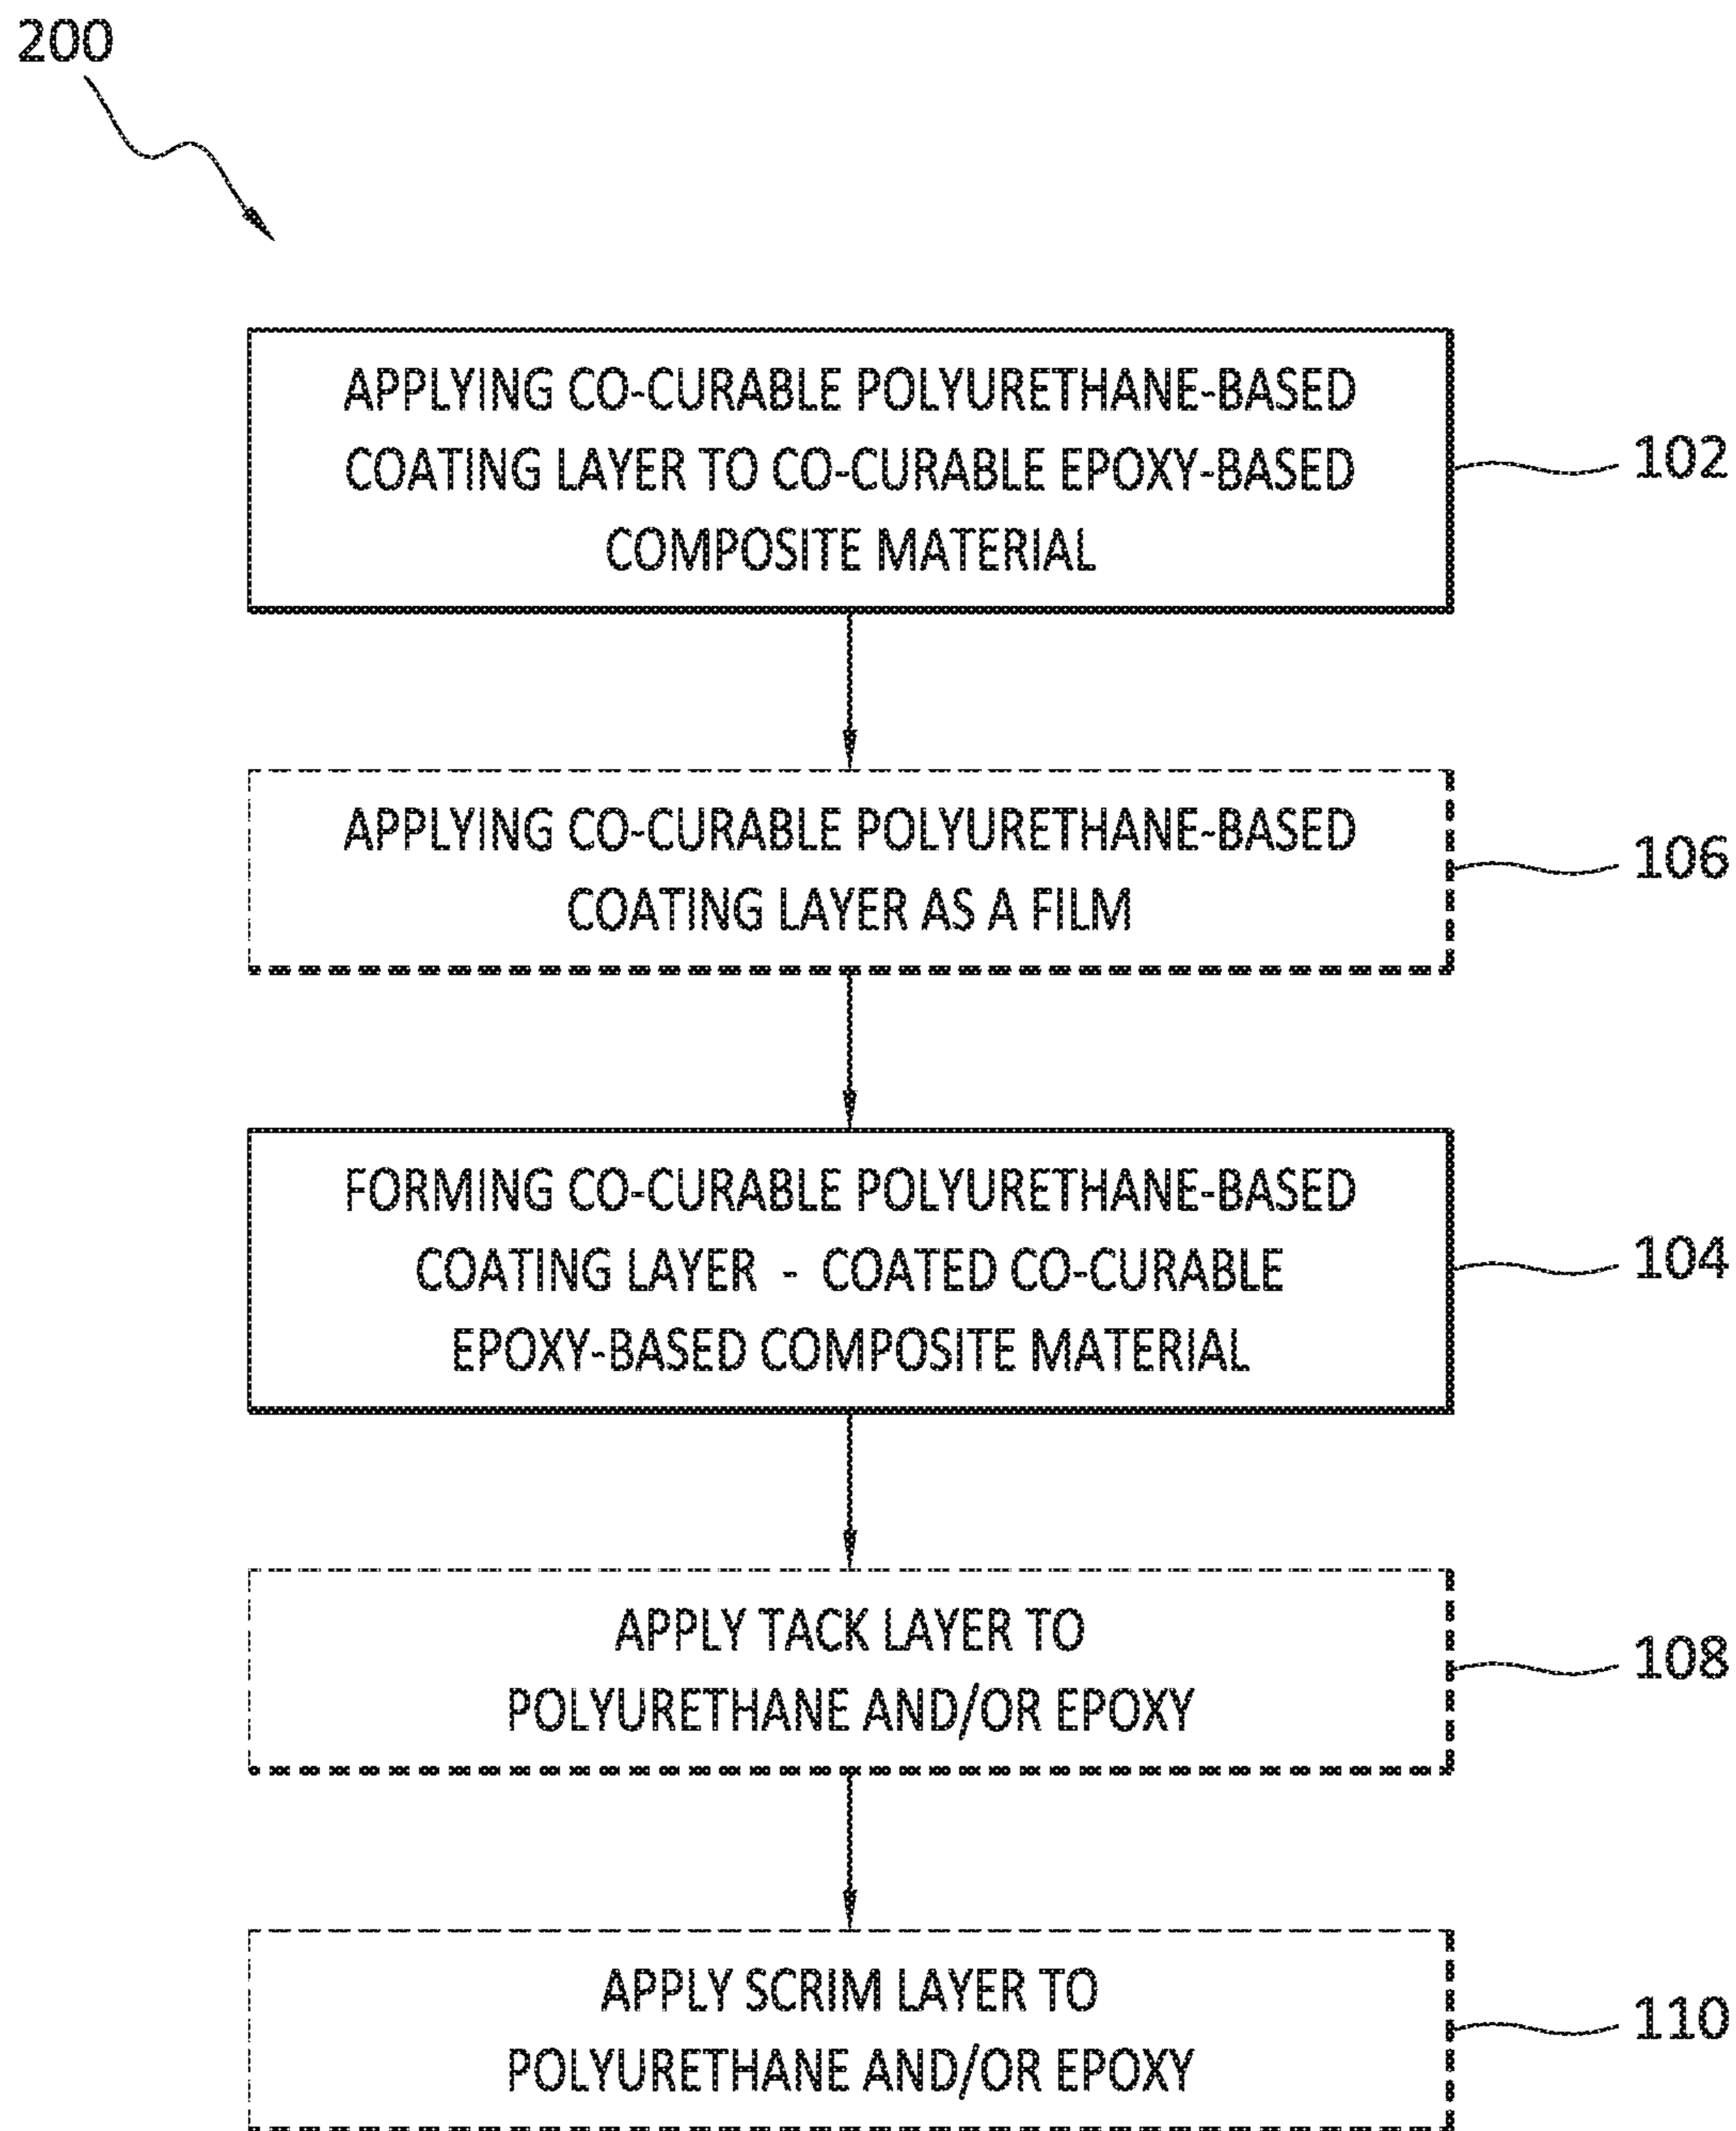 200
APPLYING CO-CURABLE POLYURETHANE-BASED
COATING LAYER TO CO-CURABLE EPOXY-BASED
COMPOSITE MATERIAL
102
APPLYING CO-CURABLE POLYURETHANE-BASED
COATING LAYER AS A FILM
106
FORMING CO-CURABLE POLYURETHANE-BASED
COATING LAYER - COATED CO-CURABLE
EPOXY-BASED COMPOSITE MATERIAL
104
APPLY TACK LAYER TO
POLYURETHANE AND/OR EPOXY
108
APPLY SCRIM LAYER TO
POLYURETHANE AND/OR EPOXY
110